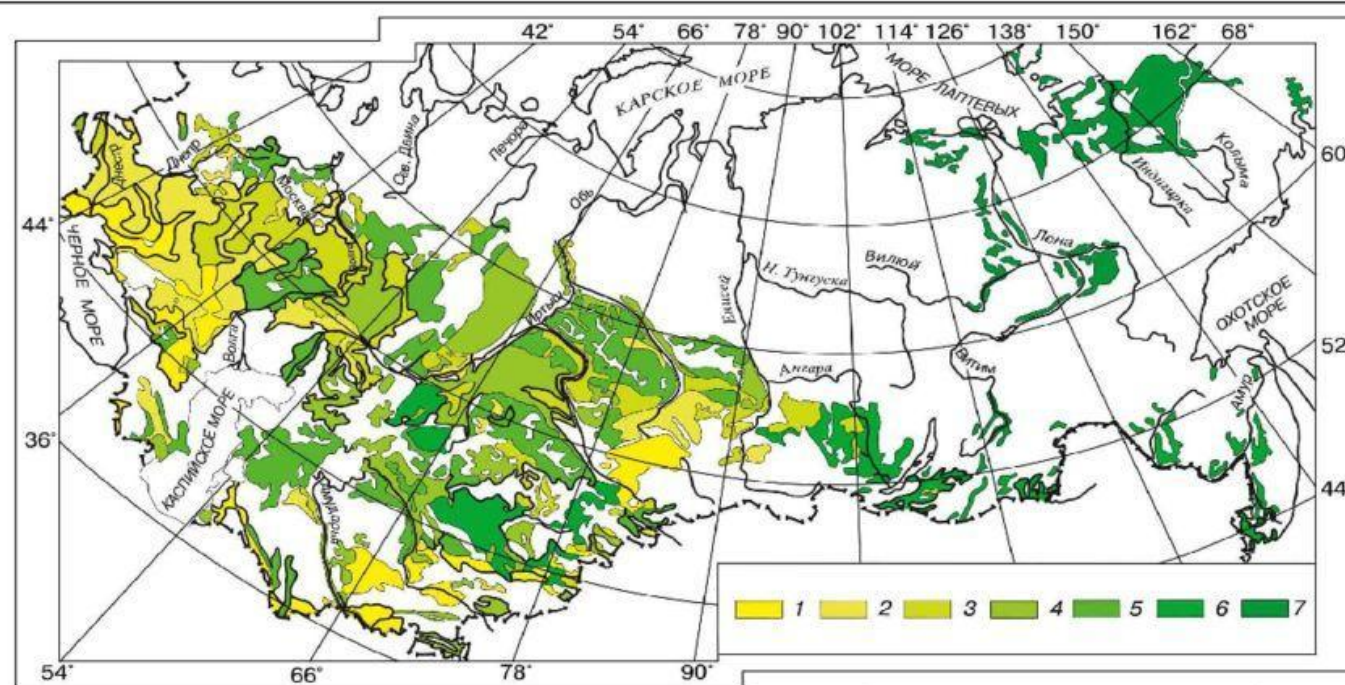 42° 54° 66° 78° 90° 102° 114° 126° 138° 150° 162° 68°
КАРСКОЕ МОРЕ
МОРЕ ЛАПТЕВЫХ
Днестр
Днепр
Москва
Сев. Двина
Печора
Обь
Индигирка
Колыма
60°
44°
ЧЕРНОЕ МОРЕ
Волга
Иртыш
Енисей
Н. Тунгуска
Вилюй
Лена
ОХОТСКОЕ МОРЕ
52°
Ангара
Витим
Амур
36°
КАСПИЙСКОЕ МОРЕ
44°
1 2 3 4 5 6 7
54° 66° 78° 90°